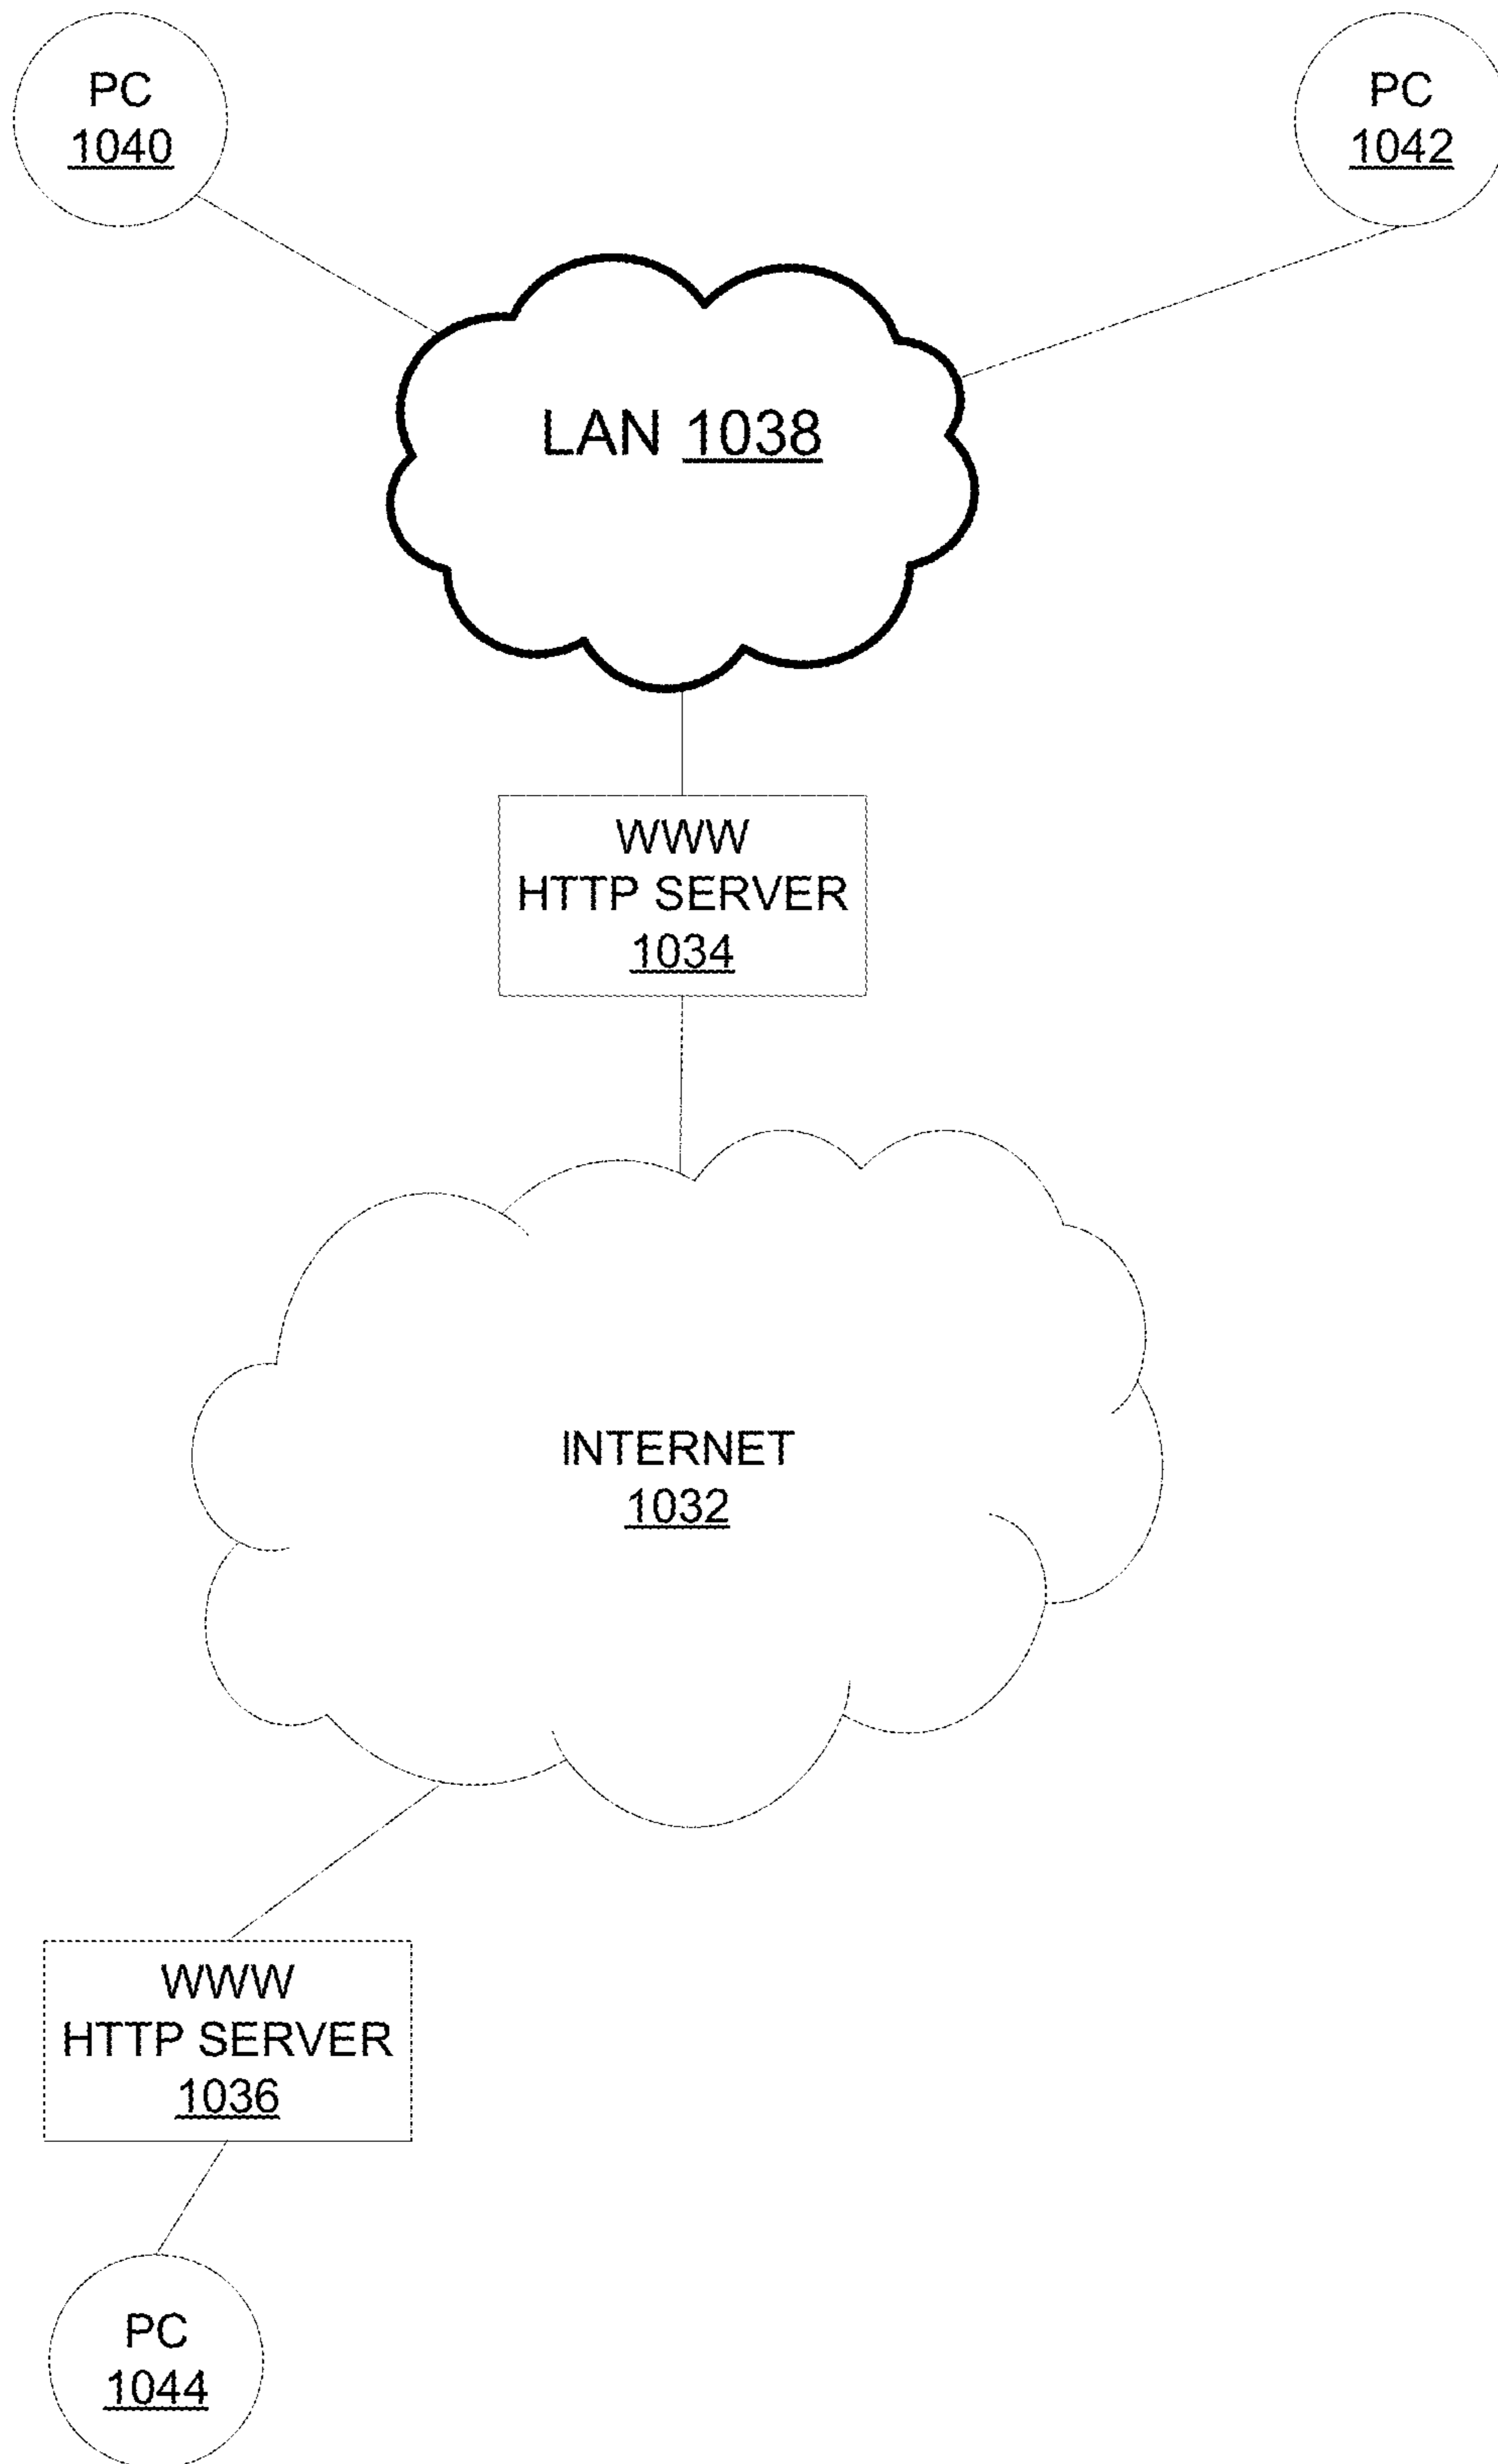 PC
1040
PC
1042
LAN 1038
WWW
HTTP SERVER
1034
INTERNET
1032
WWW
HTTP SERVER
1036
PC
1044